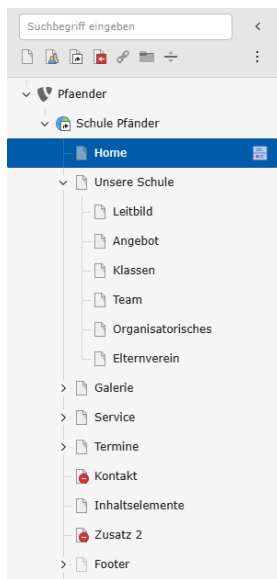 Suchbegriff eingeben
Pfaender
Schule Pfänder
Home
Unsere Schule
Leitbild
Angebot
Klassen
Team
Organisatorisches
Elternverein
Galerie
Service
Termine
Kontakt
Inhaltselemente
Zusatz 2
Footer